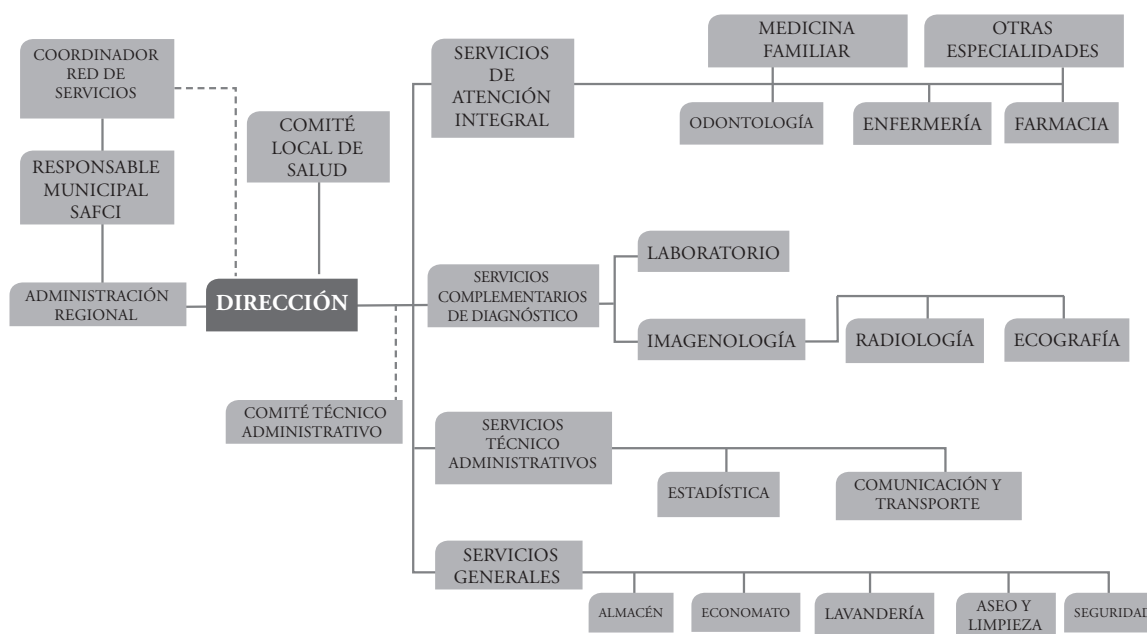 COORDINADOR
RED DE
SERVICIOS
RESPONSABLE
MUNICIPAL
SAFCI
ADMINISTRACIÓN
REGIONAL
COMITÉ
LOCAL DE
SALUD
DIRECCIÓN
COMITÉ TÉCNICO
ADMINISTRATIVO
SERVICIOS
DE
ATENCIÓN
INTEGRAL
MEDICINA
FAMILIAR
OTRAS
ESPECIALIDADES
ODONTOLOGÍA
ENFERMERÍA
FARMACIA
SERVICIOS
COMPLEMENTARIOS
DE DIAGNÓSTICO
LABORATORIO
IMAGENOLOGÍA
RADIOLOGÍA
ECOGRAFÍA
SERVICIOS
TÉCNICO
ADMINISTRATIVOS
ESTADÍSTICA
COMUNICACIÓN Y
TRANSPORTE
SERVICIOS
GENERALES
ALMACÉN
ECONOMATO
LAVANDERÍA
ASEO Y
LIMPIEZA
SEGURIDAD